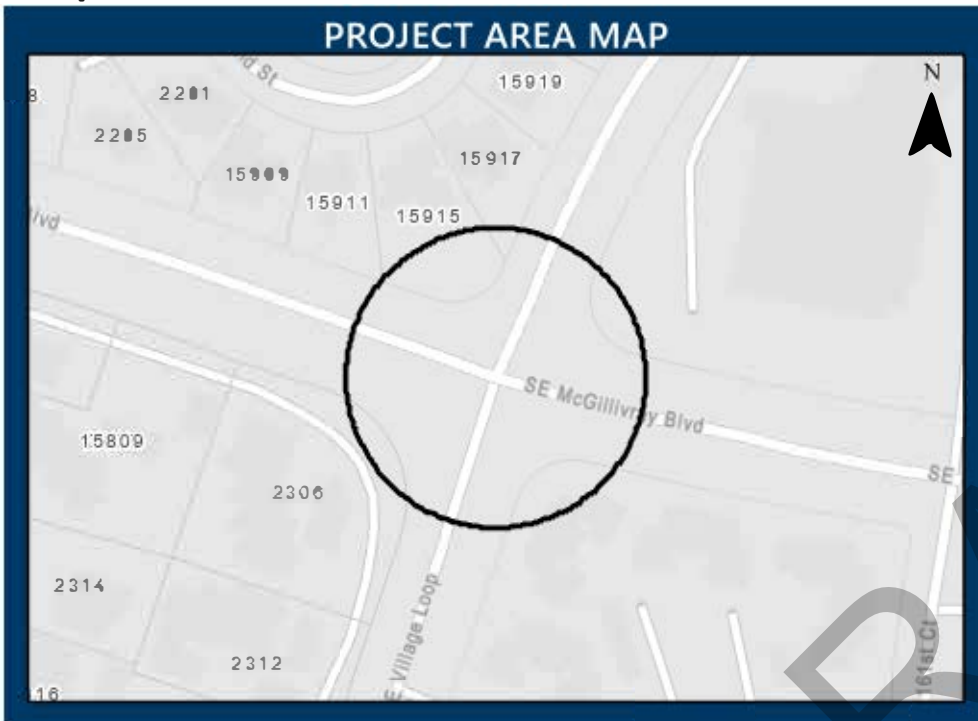 PROJECT AREA MAP
N
15919
2201
2205
15917
15909
15911
15915
SE McGillivray Blvd
SE
15809
2306
2314
E Village Loop
161st Ct
2312